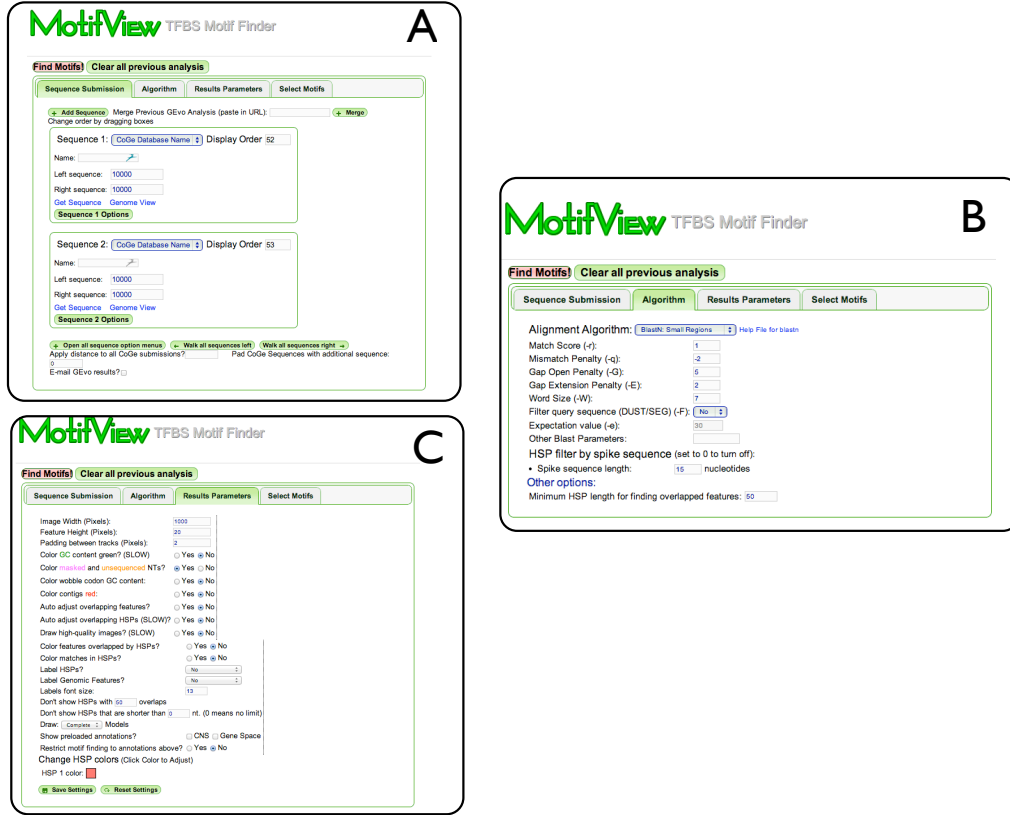 MotifView TFBS Motif Finder
A
Find Motifs! Clear all previous analysis
Sequence Submission Algorithm Results Parameters Select Motifs
+ Add Sequence Merge Previous GEvo Analysis (paste in URL): + Merge
Change order by dragging boxes
Sequence 1: CoGe Database Name Display Order 52
Name:
Left sequence: 10000
Right sequence: 10000
Get Sequence Genome View
Sequence 1 Options
Sequence 2: CoGe Database Name Display Order 53
Name:
Left sequence: 10000
Right sequence: 10000
Get Sequence Genome View
Sequence 2 Options
+ Open all sequence option menus ← Walk all sequences left Walk all sequences right →
Apply distance to all CoGe submissions? Pad CoGe Sequences with additional sequence:
0
E-mail GEvo results?
MotifView TFBS Motif Finder
B
Find Motifs! Clear all previous analysis
Sequence Submission Algorithm Results Parameters Select Motifs
Alignment Algorithm: BlastN: Small Regions Help File for blastn
Match Score (-r): 1
Mismatch Penalty (-q): -2
Gap Open Penalty (-G): 5
Gap Extension Penalty (-E): 2
Word Size (-W): 7
Filter query sequence (DUST/SEG) (-F): No
Expectation value (-e): 30
Other Blast Parameters:
HSP filter by spike sequence (set to 0 to turn off):
• Spike sequence length: 15 nucleotides
Other options:
Minimum HSP length for finding overlapped features: 50
MotifView TFBS Motif Finder
C
Find Motifs! Clear all previous analysis
Sequence Submission Algorithm Results Parameters Select Motifs
Image Width (Pixels): 1000
Feature Height (Pixels): 20
Padding between tracks (Pixels): 2
Color GC content green? (SLOW) Yes No
Color masked and unsequenced NTs? Yes No
Color wobble codon GC content: Yes No
Color contigs red: Yes No
Auto adjust overlapping features? Yes No
Auto adjust overlapping HSPs (SLOW)? Yes No
Draw high-quality images? (SLOW) Yes No
Color features overlapped by HSPs? Yes No
Color matches in HSPs? Yes No
Label HSPs? No
Label Genomic Features? No
Labels font size: 13
Don't show HSPs with 50 overlaps
Don't show HSPs that are shorter than 0 nt. (0 means no limit)
Draw: Complete Models
Show preloaded annotations? CNS Gene Space
Restrict motif finding to annotations above? Yes No
Change HSP colors (Click Color to Adjust)
HSP 1 color:
Save Settings Reset Settings